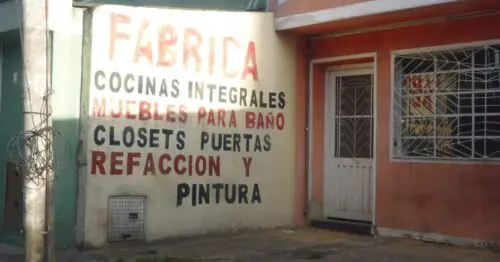 FABRICA
COCINAS INTEGRALES
MUEBLES PARA BAÑO
CLOSETS PUERTAS
REFACCION Y
PINTURA